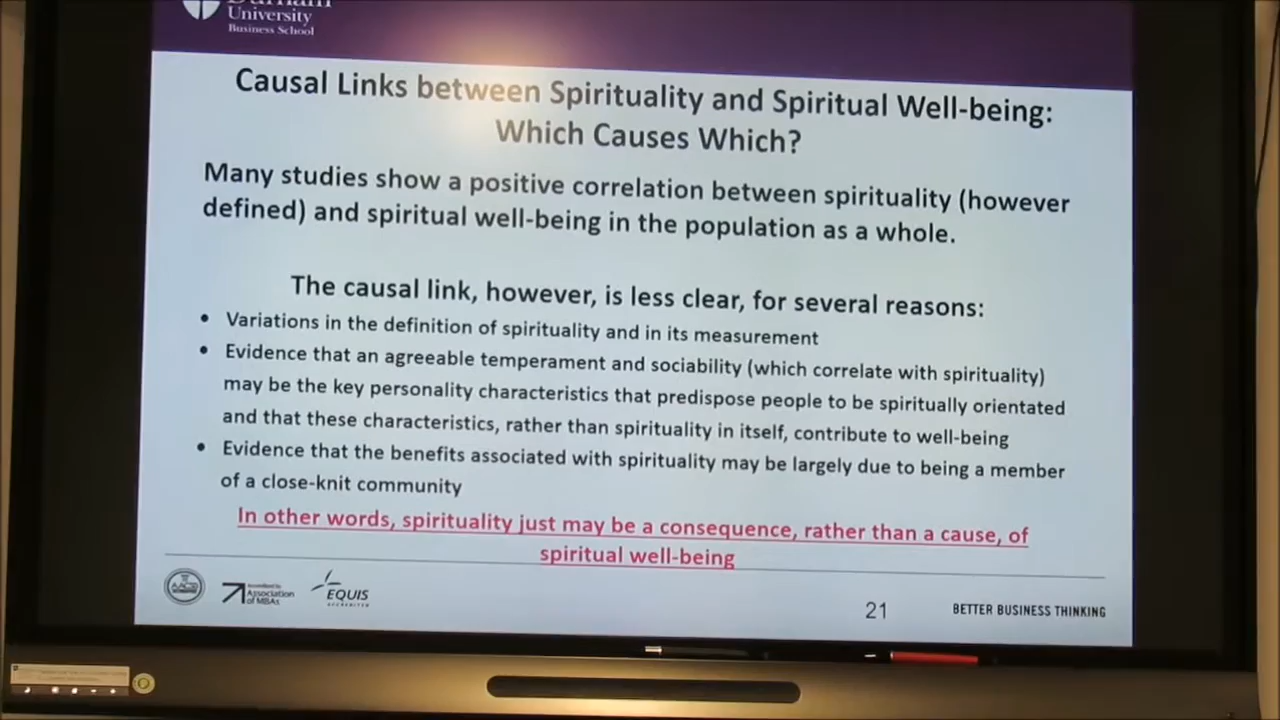 Durham
University
Business School
Causal Links between Spirituality and Spiritual Well-being:
Which Causes Which?
Many studies show a positive correlation between spirituality (however
defined) and spiritual well-being in the population as a whole.
The causal link, however, is less clear, for several reasons:
• Variations in the definition of spirituality and in its measurement
• Evidence that an agreeable temperament and sociability (which correlate with spirituality)
may be the key personality characteristics that predispose people to be spiritually orientated
and that these characteristics, rather than spirituality in itself, contribute to well-being
• Evidence that the benefits associated with spirituality may be largely due to being a member
of a close-knit community
In other words, spirituality just may be a consequence, rather than a cause, of
spiritual well-being
AACSB
Accredited by
Association
of MBAs
EQUIS
ACCREDITED
21
BETTER BUSINESS THINKING